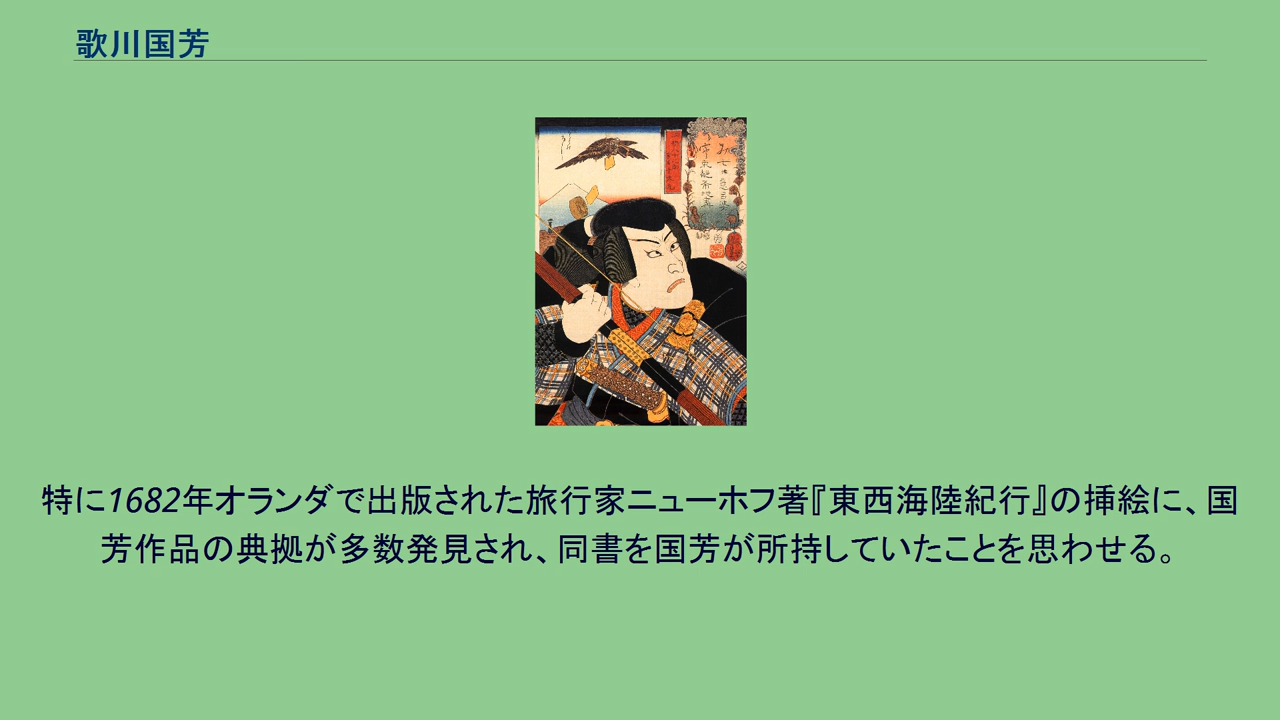 歌川国芳
特に1682年オランダで出版された旅行家ニューホフ著『東西海陸紀行』の挿絵に、国
芳作品の典拠が多数発見され、同書を国芳が所持していたことを思わせる。